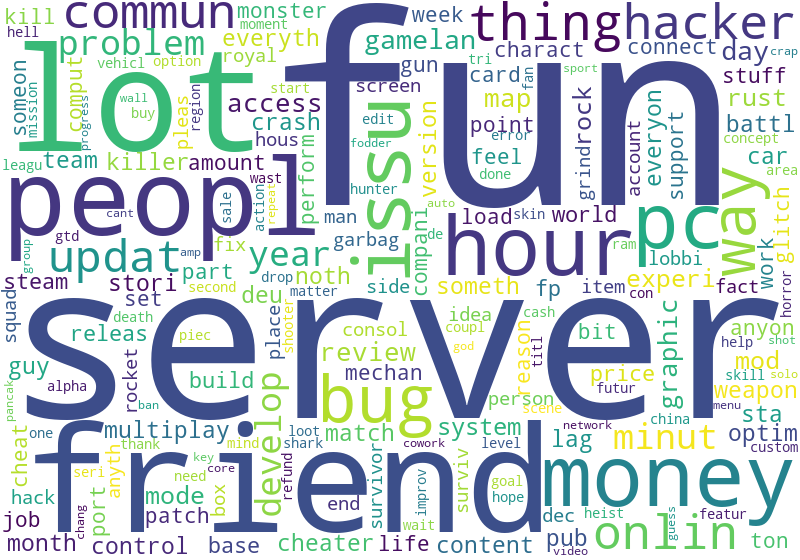 kill
commun
monster
moment
week
thing
hacker
hell
problem
everyth
gamelan
kill
lot
fun
vehicl
option
royal
gun
charact
connect
day
crap
someon
mission
comput
pleas
region
access
screen
card
tri
fan
sport
stuff
progress
wall
buy
start
map
rock
rust
crash
edit
point
error
grind
account
everyon
support
battl
concept
leagu
team
killer
amount
hous
perform
fodder
issu
version
feel
done
car
area
peopl
wast
hunter
cant
sale
action
repeat
man
auto
skin
world
pc
way
group
gtd
amp
fix
garbag
compani
de
load
hour
ram
lobbi
work
glitch
updat
year
steam
stori
part
noth
drop
side
someth
fp
item
experi
con
fact
horror
squad
set
second
deu
matter
death
piec
place
shooter
consol
coupl
idea
cash
bit
anyon
help
shot
releas
server
guy
rocket
review
god
reason
titl
price
graphic
mod
alpha
build
mechan
person
futur
skill
solo
weapon
pancak
ban
develop
loot
bug
scene
china
menu
one
multiplay
match
system
network
minut
sta
cheat
thank
mind
shark
cowork
level
lag
optim
friend
anyth
seri
key
core
refund
survivor
surviv
goal
money
custom
hack
need
box
improv
hope
port
mode
job
chang
patch
end
wait
dec
heist
guess
featur
month
control
base
cheater
life
content
pub
video
onlin
ton